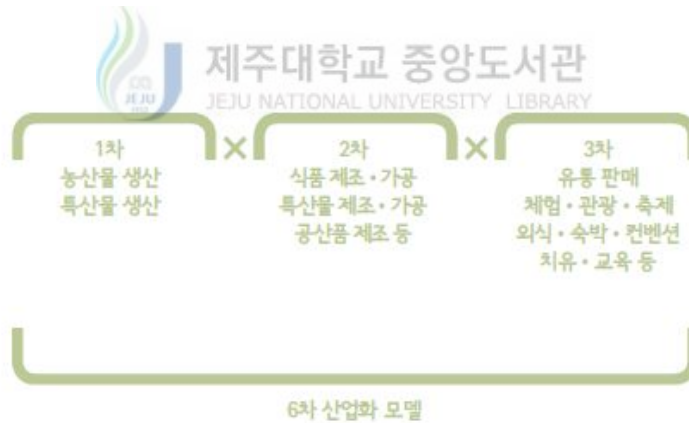 제주대학교 중앙도서관
JEJU NATIONAL UNIVERSITY LIBRARY
JEJU
1952
1차
농산물 생산
특산물 생산
×
2차
식품 제조・가공
특산물 제조・가공
공산품 제조 등
×
3차
유통 판매
체험・관광・축제
외식・숙박・컨벤션
치유・교육 등
6차 산업화 모델